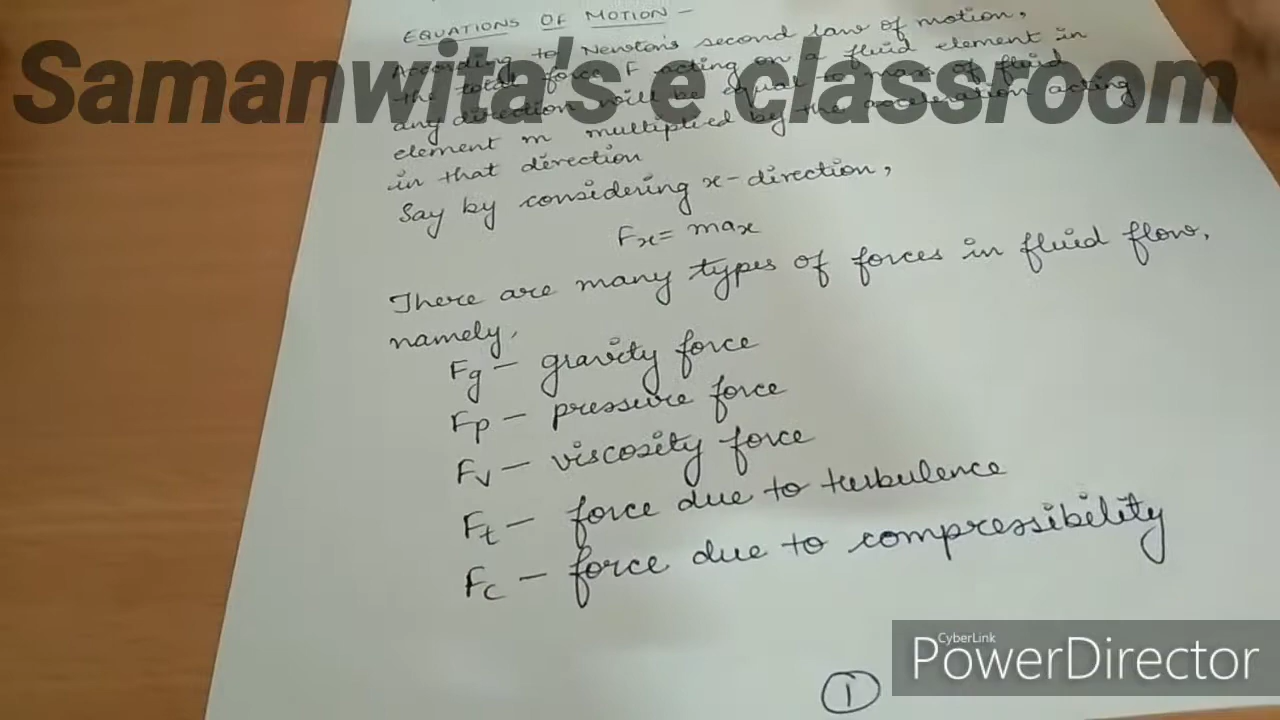 EQUATIONS OF MOTION -
Samanwita's e classroom
According to Newton's second law of motion,
the total force F acting on a fluid element in
any direction will be equal to mass of fluid
element m multiplied by the acceleration acting
in that direction
Say by considering x-direction,
Fx = max
There are many types of forces in fluid flow,
namely,
Fg - gravity force
Fp - pressure force
Fv - viscosity force
Ft - force due to turbulence
Fc - force due to compressibility
1
CyberLink
PowerDirector